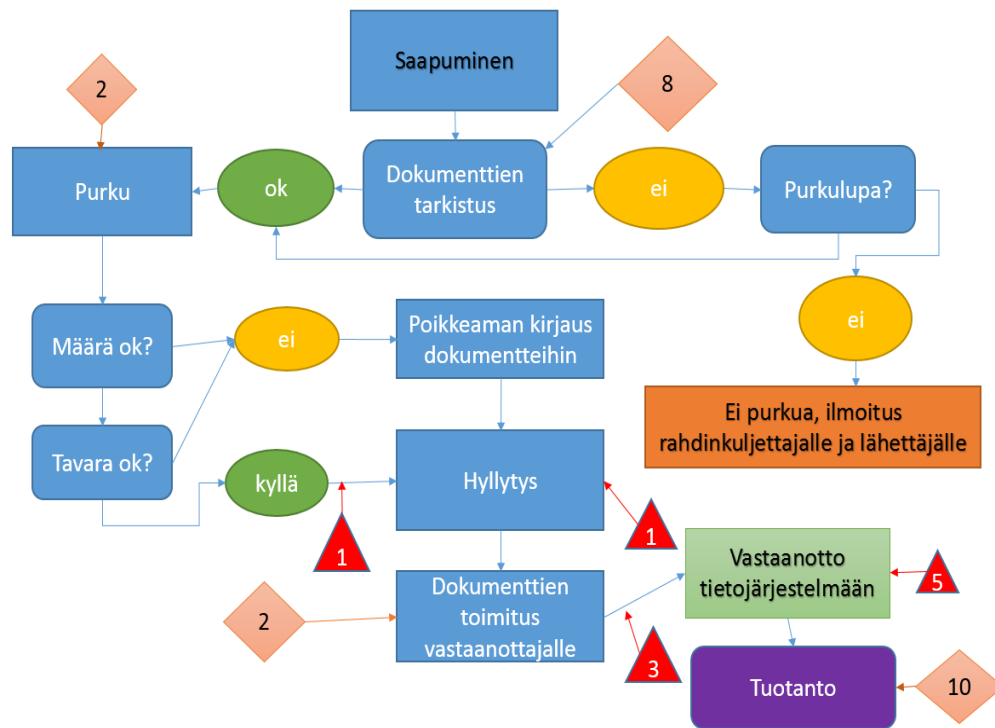 Saapuminen
2
8
Purku
ok
Dokumenttien
tarkistus
ei
Purkulupa?
Määrä ok?
ei
Poikkeaman kirjaus
dokumentteihin
ei
Ei purkua, ilmoitus
rahdinkuljettajalle ja lähettäjälle
Tavara ok?
kyllä
Hyllytys
1
1
Vastaanotto
tietojärjestelmään
5
2
Dokumenttien
toimitus
vastaanottajalle
3
Tuotanto
10